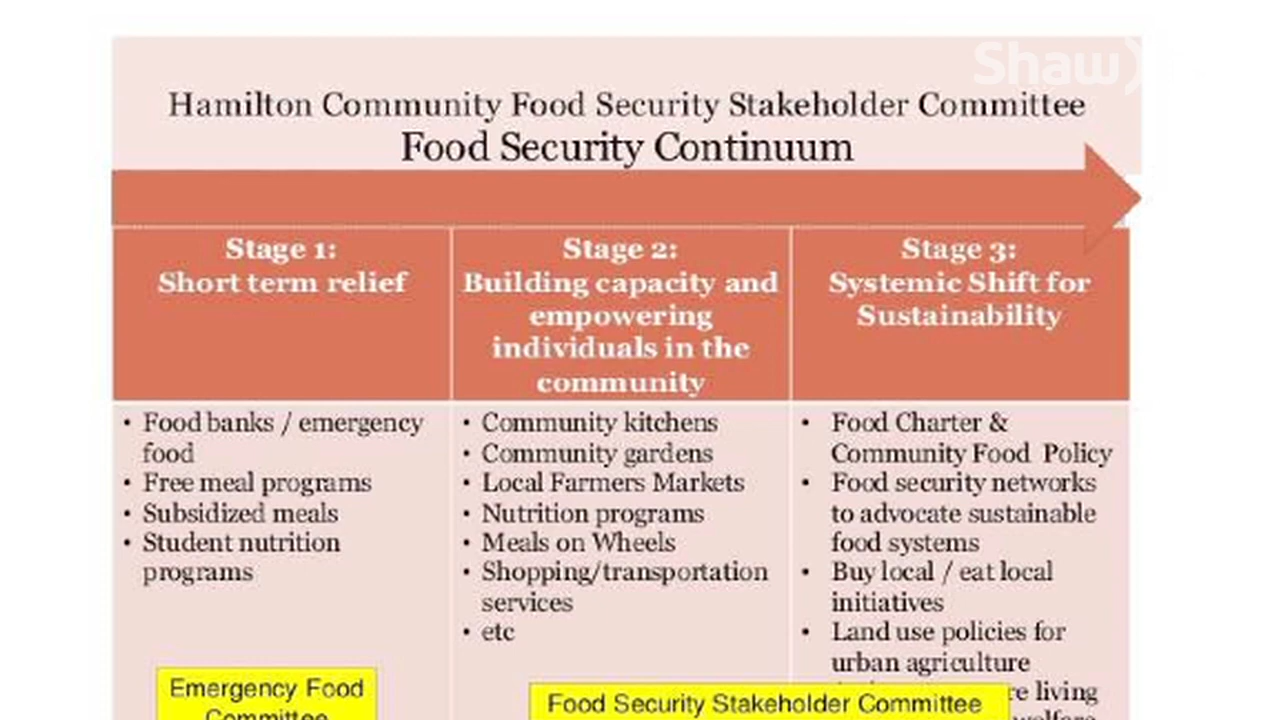 Shaw
Hamilton Community Food Security Stakeholder Committee
Food Security Continuum
Stage 1:
Short term relief
Stage 2:
Building capacity and
empowering
individuals in the
community
Stage 3:
Systemic Shift for
Sustainability
• Food banks / emergency
food
• Free meal programs
• Subsidized meals
• Student nutrition
programs
• Community kitchens
• Community gardens
• Local Farmers Markets
• Nutrition programs
• Meals on Wheels
• Shopping/transportation
services
• etc
• Food Charter &
Community Food Policy
• Food security networks
to advocate sustainable
food systems
• Buy local / eat local
initiatives
• Land use policies for
urban agriculture
living
welfare
Emergency Food
Committee
Food Security Stakeholder Committee